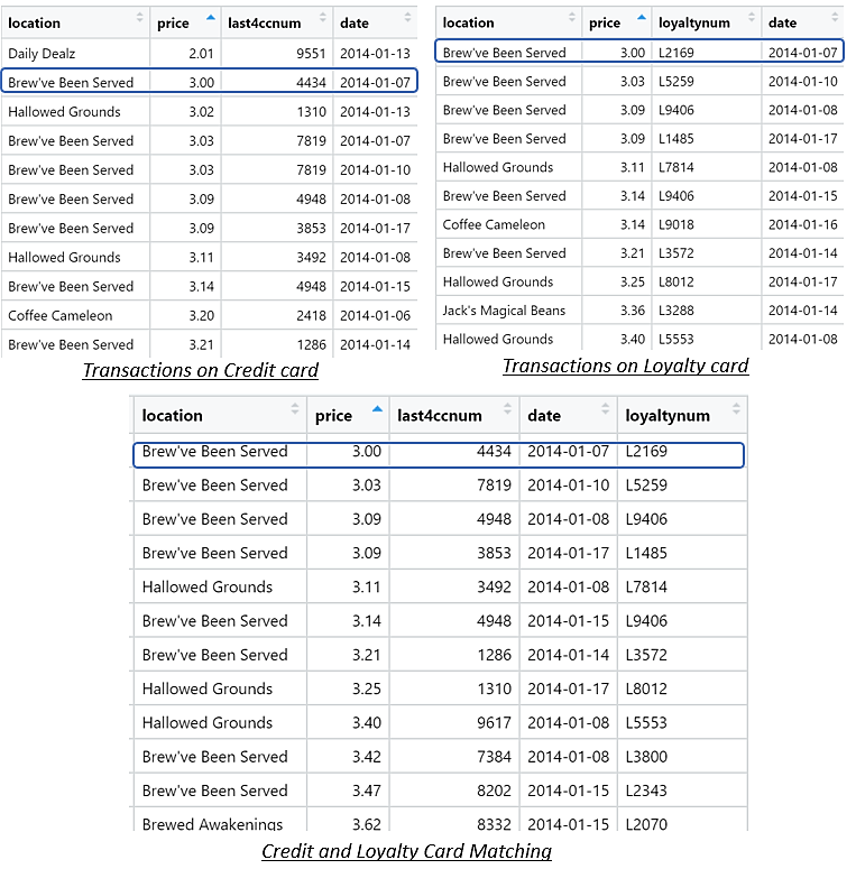 location price last4ccnum date
Daily Dealz 2.01 9551 2014-01-13
Brew've Been Served 3.00 4434 2014-01-07
Hallowed Grounds 3.02 1310 2014-01-13
Brew've Been Served 3.03 7819 2014-01-07
Brew've Been Served 3.03 7819 2014-01-10
Brew've Been Served 3.09 4948 2014-01-08
Brew've Been Served 3.09 3853 2014-01-17
Hallowed Grounds 3.11 3492 2014-01-08
Brew've Been Served 3.14 4948 2014-01-15
Coffee Cameleon 3.20 2418 2014-01-06
Brew've Been Served 3.21 1286 2014-01-14
Transactions on Credit card
location price loyaltynum date
Brew've Been Served 3.00 L2169 2014-01-07
Brew've Been Served 3.03 L5259 2014-01-10
Brew've Been Served 3.09 L9406 2014-01-08
Brew've Been Served 3.09 L1485 2014-01-17
Hallowed Grounds 3.11 L7814 2014-01-08
Brew've Been Served 3.14 L9406 2014-01-15
Coffee Cameleon 3.14 L9018 2014-01-16
Brew've Been Served 3.21 L3572 2014-01-14
Hallowed Grounds 3.25 L8012 2014-01-17
Jack's Magical Beans 3.36 L3288 2014-01-14
Hallowed Grounds 3.40 L5553 2014-01-08
Transactions on Loyalty card
location price last4ccnum date loyaltynum
Brew've Been Served 3.00 4434 2014-01-07 L2169
Brew've Been Served 3.03 7819 2014-01-10 L5259
Brew've Been Served 3.09 4948 2014-01-08 L9406
Brew've Been Served 3.09 3853 2014-01-17 L1485
Hallowed Grounds 3.11 3492 2014-01-08 L7814
Brew've Been Served 3.14 4948 2014-01-15 L9406
Brew've Been Served 3.21 1286 2014-01-14 L3572
Hallowed Grounds 3.25 1310 2014-01-17 L8012
Hallowed Grounds 3.40 9617 2014-01-08 L5553
Brew've Been Served 3.42 7384 2014-01-08 L3800
Brew've Been Served 3.47 8202 2014-01-15 L2343
Brewed Awakenings 3.62 8332 2014-01-15 L2070
Credit and Loyalty Card Matching